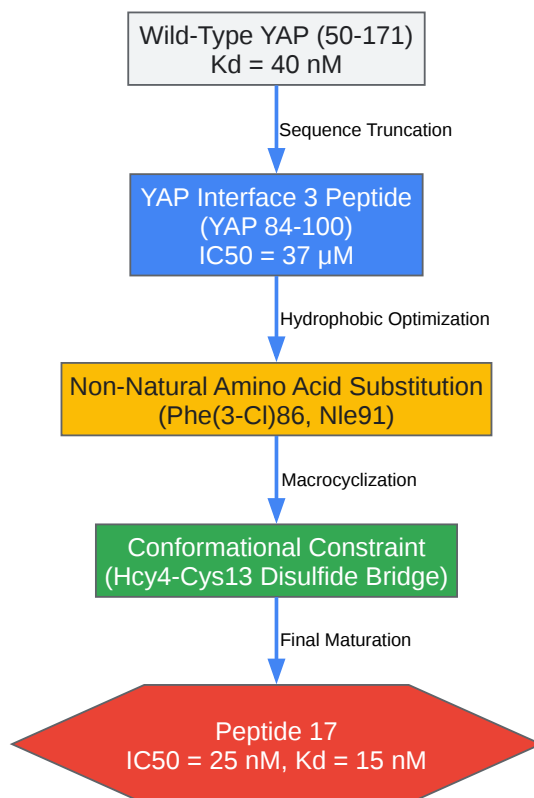 Wild-Type YAP (50-171)
Kd = 40 nM
Sequence Truncation
YAP Interface 3 Peptide
(YAP 84-100)
IC50 = 37 μM
Hydrophobic Optimization
Non-Natural Amino Acid Substitution
(Phe(3-Cl)86, Nle91)
Macrocyclization
Conformational Constraint
(Hcy4-Cys13 Disulfide Bridge)
Final Maturation
Peptide 17
IC50 = 25 nM, Kd = 15 nM